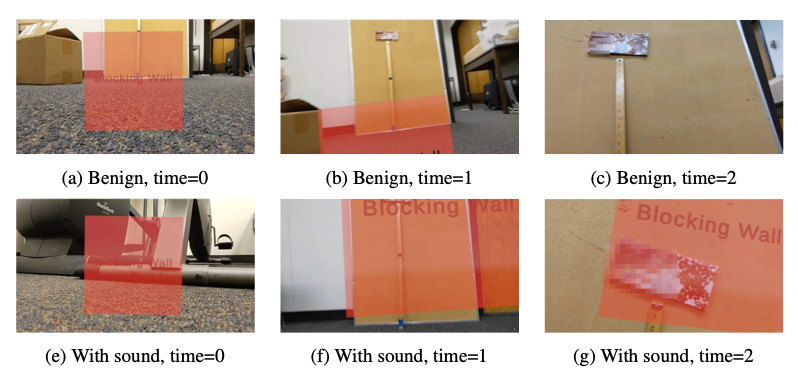 Blocking Wall
(a) Benign, time=0
(b) Benign, time=1
(c) Benign, time=2
Wall
Blocking Wall
Blocking Wall
(e) With sound, time=0
(f) With sound, time=1
(g) With sound, time=2